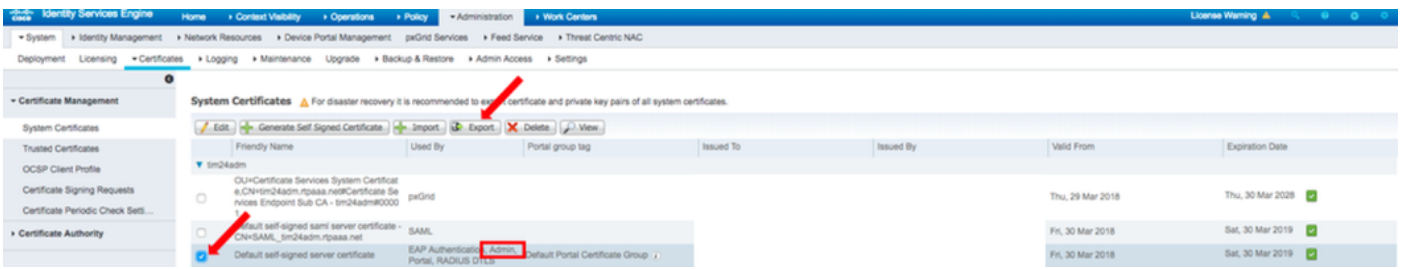 CISCO Identity Services Engine Home Context Visibility Operations Policy Administration Work Centers License Warning
System Identity Management Network Resources Device Portal Management pxGrid Services Feed Service Threat Centric NAC
Deployment Licensing Certificates Logging Maintenance Upgrade Backup & Restore Admin Access Settings
Certificate Management
System Certificates
Trusted Certificates
OCSP Client Profile
Certificate Signing Requests
Certificate Periodic Check Setti...
Certificate Authority
System Certificates For disaster recovery it is recommended to export certificate and private key pairs of all system certificates.
Edit Generate Self Signed Certificate Import Export Delete View
Friendly Name Used By Portal group tag Issued To Issued By Valid From Expiration Date
tim24adm
OU=Certificate Services System Certificat
e,CN=tim24adm.rtpaaa.net#Certificate Se
rvices Endpoint Sub CA - tim24adm#0000
1
pxGrid Thu, 29 Mar 2018 Thu, 30 Mar 2028
Default self-signed saml server certificate -
CN=SAML_tim24adm.rtpaaa.net
SAML Fri, 30 Mar 2018 Sat, 30 Mar 2019
Default self-signed server certificate
EAP Authentication, Admin,
Portal, RADIUS DTLS
Default Portal Certificate Group Fri, 30 Mar 2018 Sat, 30 Mar 2019